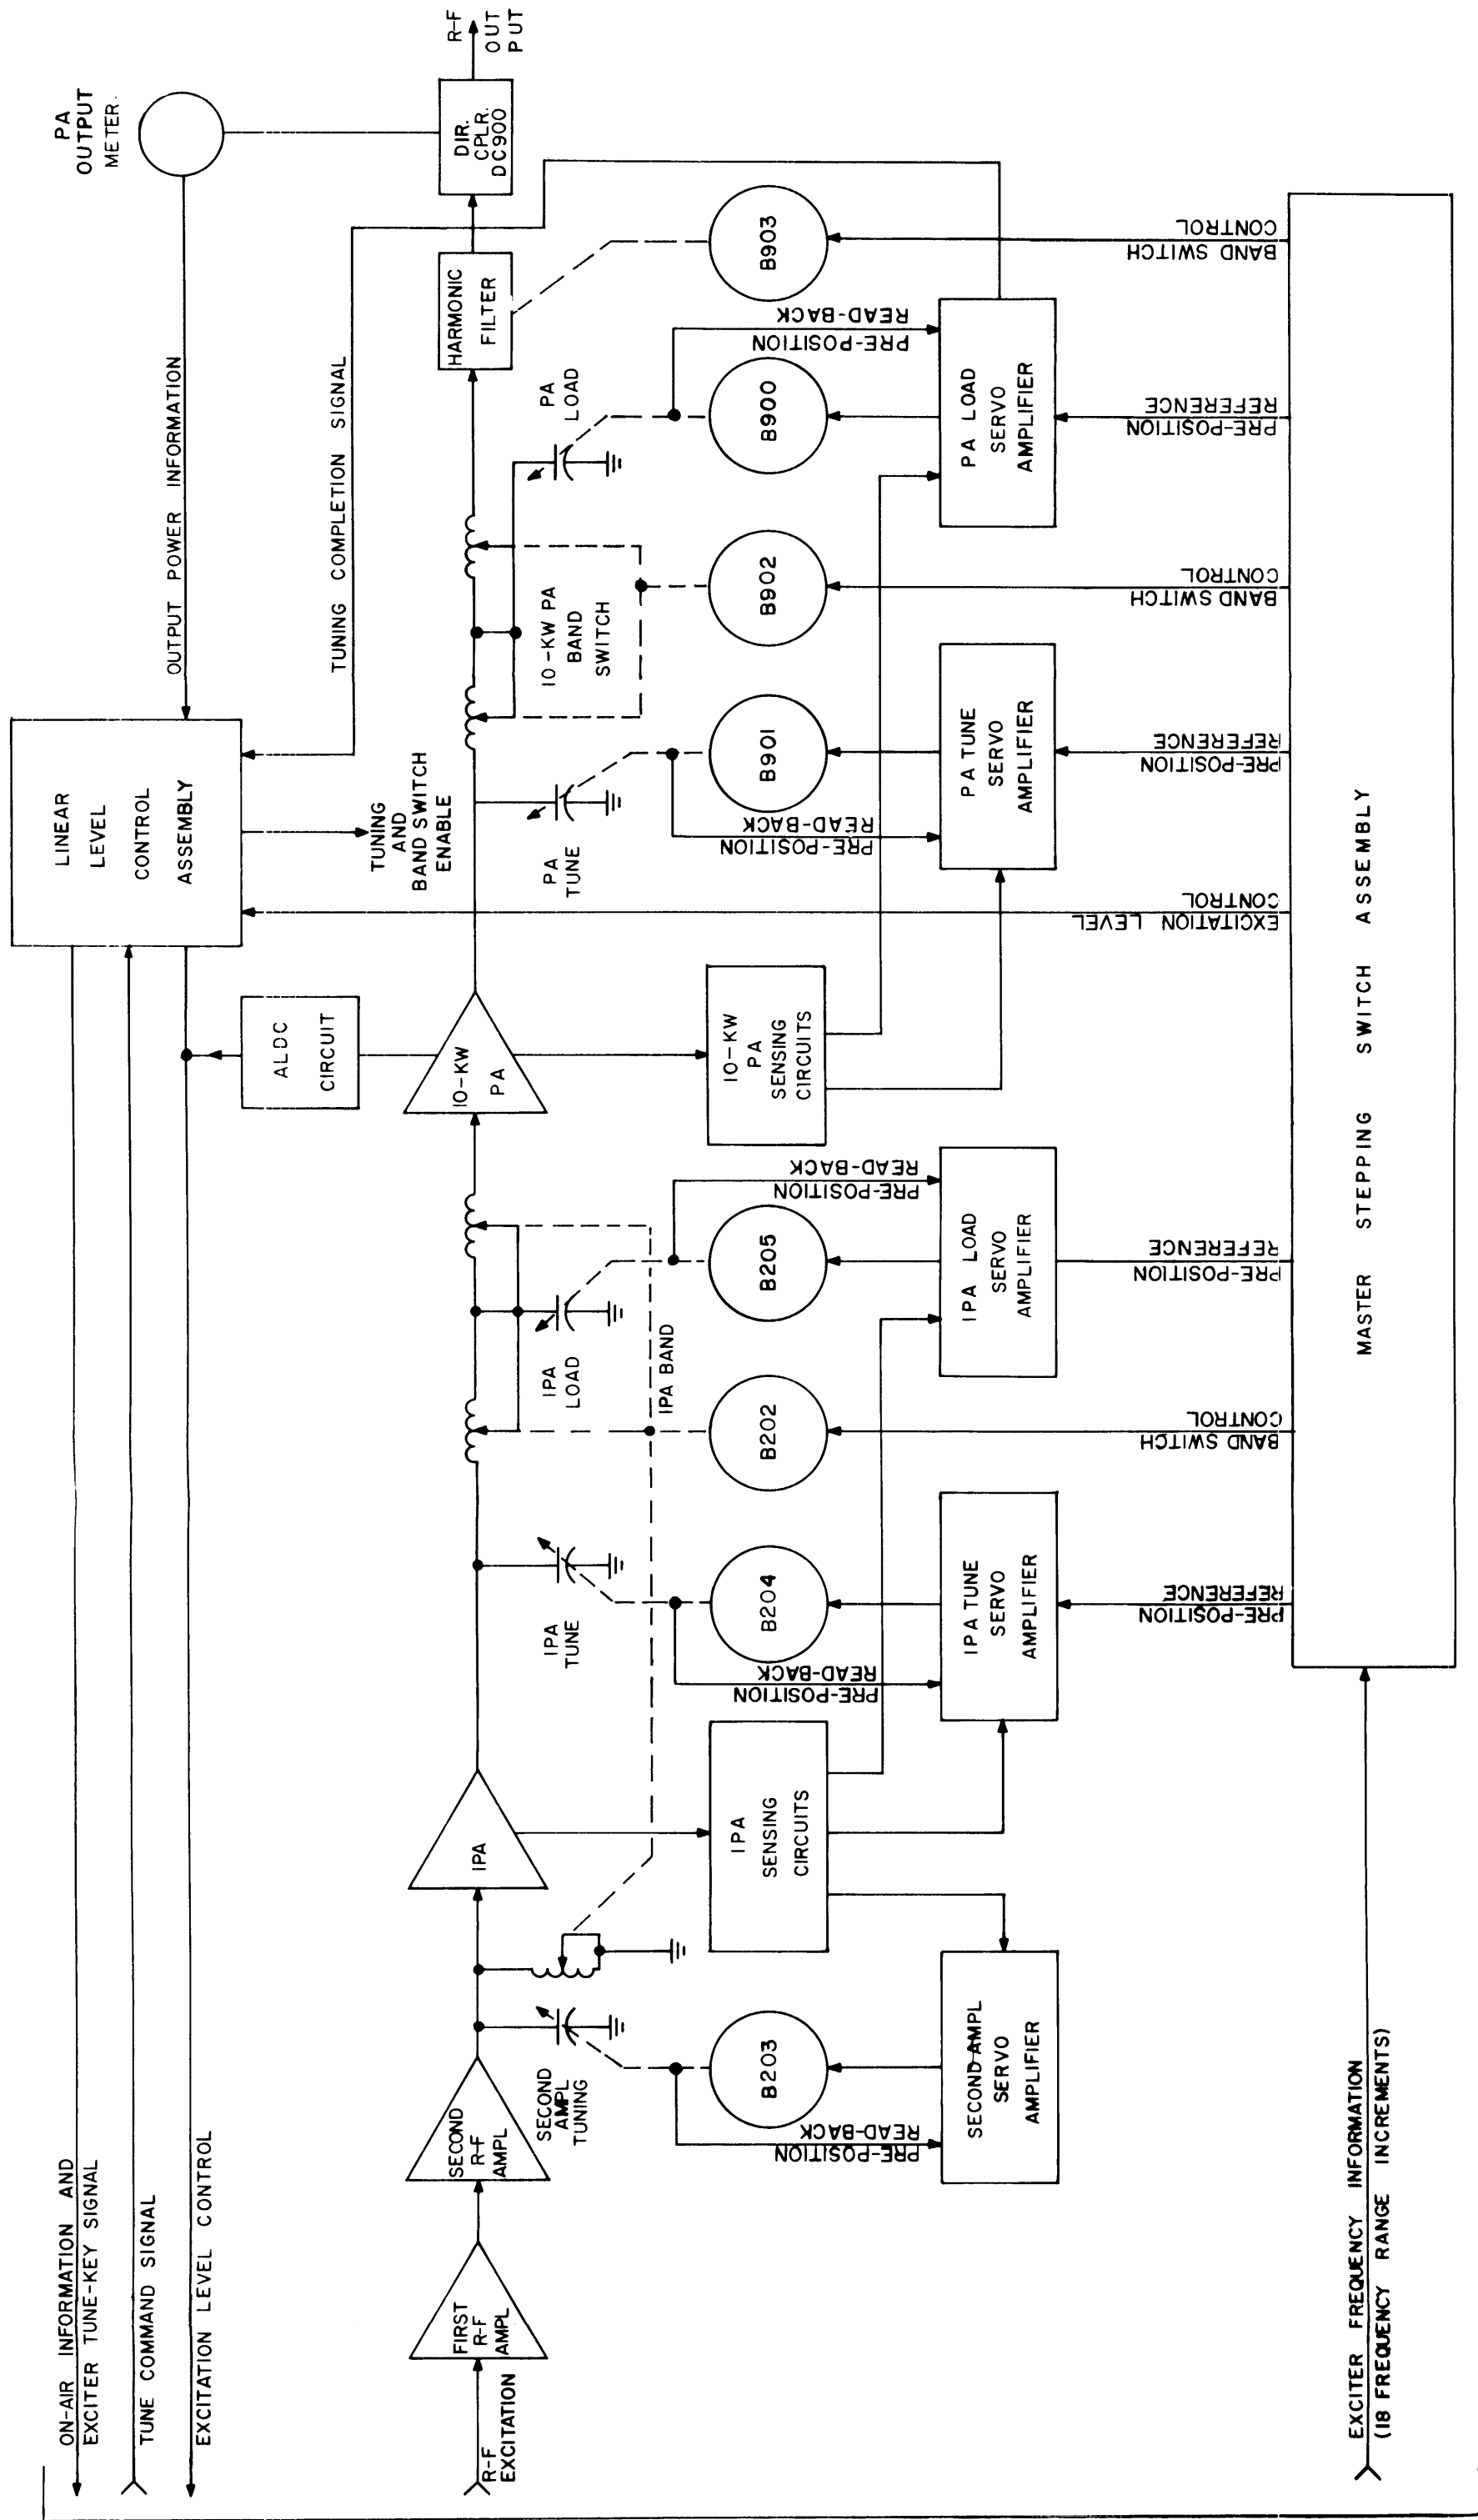 ON-AIR INFORMATION AND
EXCITER TUNE-KEY SIGNAL
TUNE COMMAND SIGNAL
EXCITATION LEVEL CONTROL
LINEAR
LEVEL
CONTROL
ASSEMBLY
OUTPUT POWER INFORMATION
TUNING COMPLETION SIGNAL
PA
OUTPUT
METER.
TUNING
AND
BAND SWITCH
ENABLE
ALDC
CIRCUIT
R-F
EXCITATION
FIRST
R-F
AMPL
SECOND
R-F
AMPL
IPA
10-KW
PA
HARMONIC
FILTER
DIR.
CPLR.
DC900
R-F
OUT
PUT
SECOND
AMPL
TUNING
IPA
TUNE
IPA
LOAD
IPA BAND
PA
TUNE
10-KW PA
BAND
SWITCH
PA
LOAD
B203
IPA
SENSING
CIRCUITS
B204
B202
B205
10-KW
PA
SENSING
CIRCUITS
B901
B902
B900
B903
PRE-POSITION
READ-BACK
PRE-POSITION
READ-BACK
PRE-POSITION
READ-BACK
PRE-POSITION
READ-BACK
PRE-POSITION
READ-BACK
SECOND AMPL
SERVO
AMPLIFIER
IPA TUNE
SERVO
AMPLIFIER
IPA LOAD
SERVO
AMPLIFIER
PA TUNE
SERVO
AMPLIFIER
PA LOAD
SERVO
AMPLIFIER
PRE-POSITION
REFERENCE
BAND SWITCH
CONTROL
PRE-POSITION
REFERENCE
EXCITATION LEVEL
CONTROL
PRE-POSITION
REFERENCE
BAND SWITCH
CONTROL
PRE-POSITION
REFERENCE
BAND SWITCH
CONTROL
EXCITER FREQUENCY INFORMATION
(18 FREQUENCY RANGE INCREMENTS)
MASTER STEPPING SWITCH ASSEMBLY